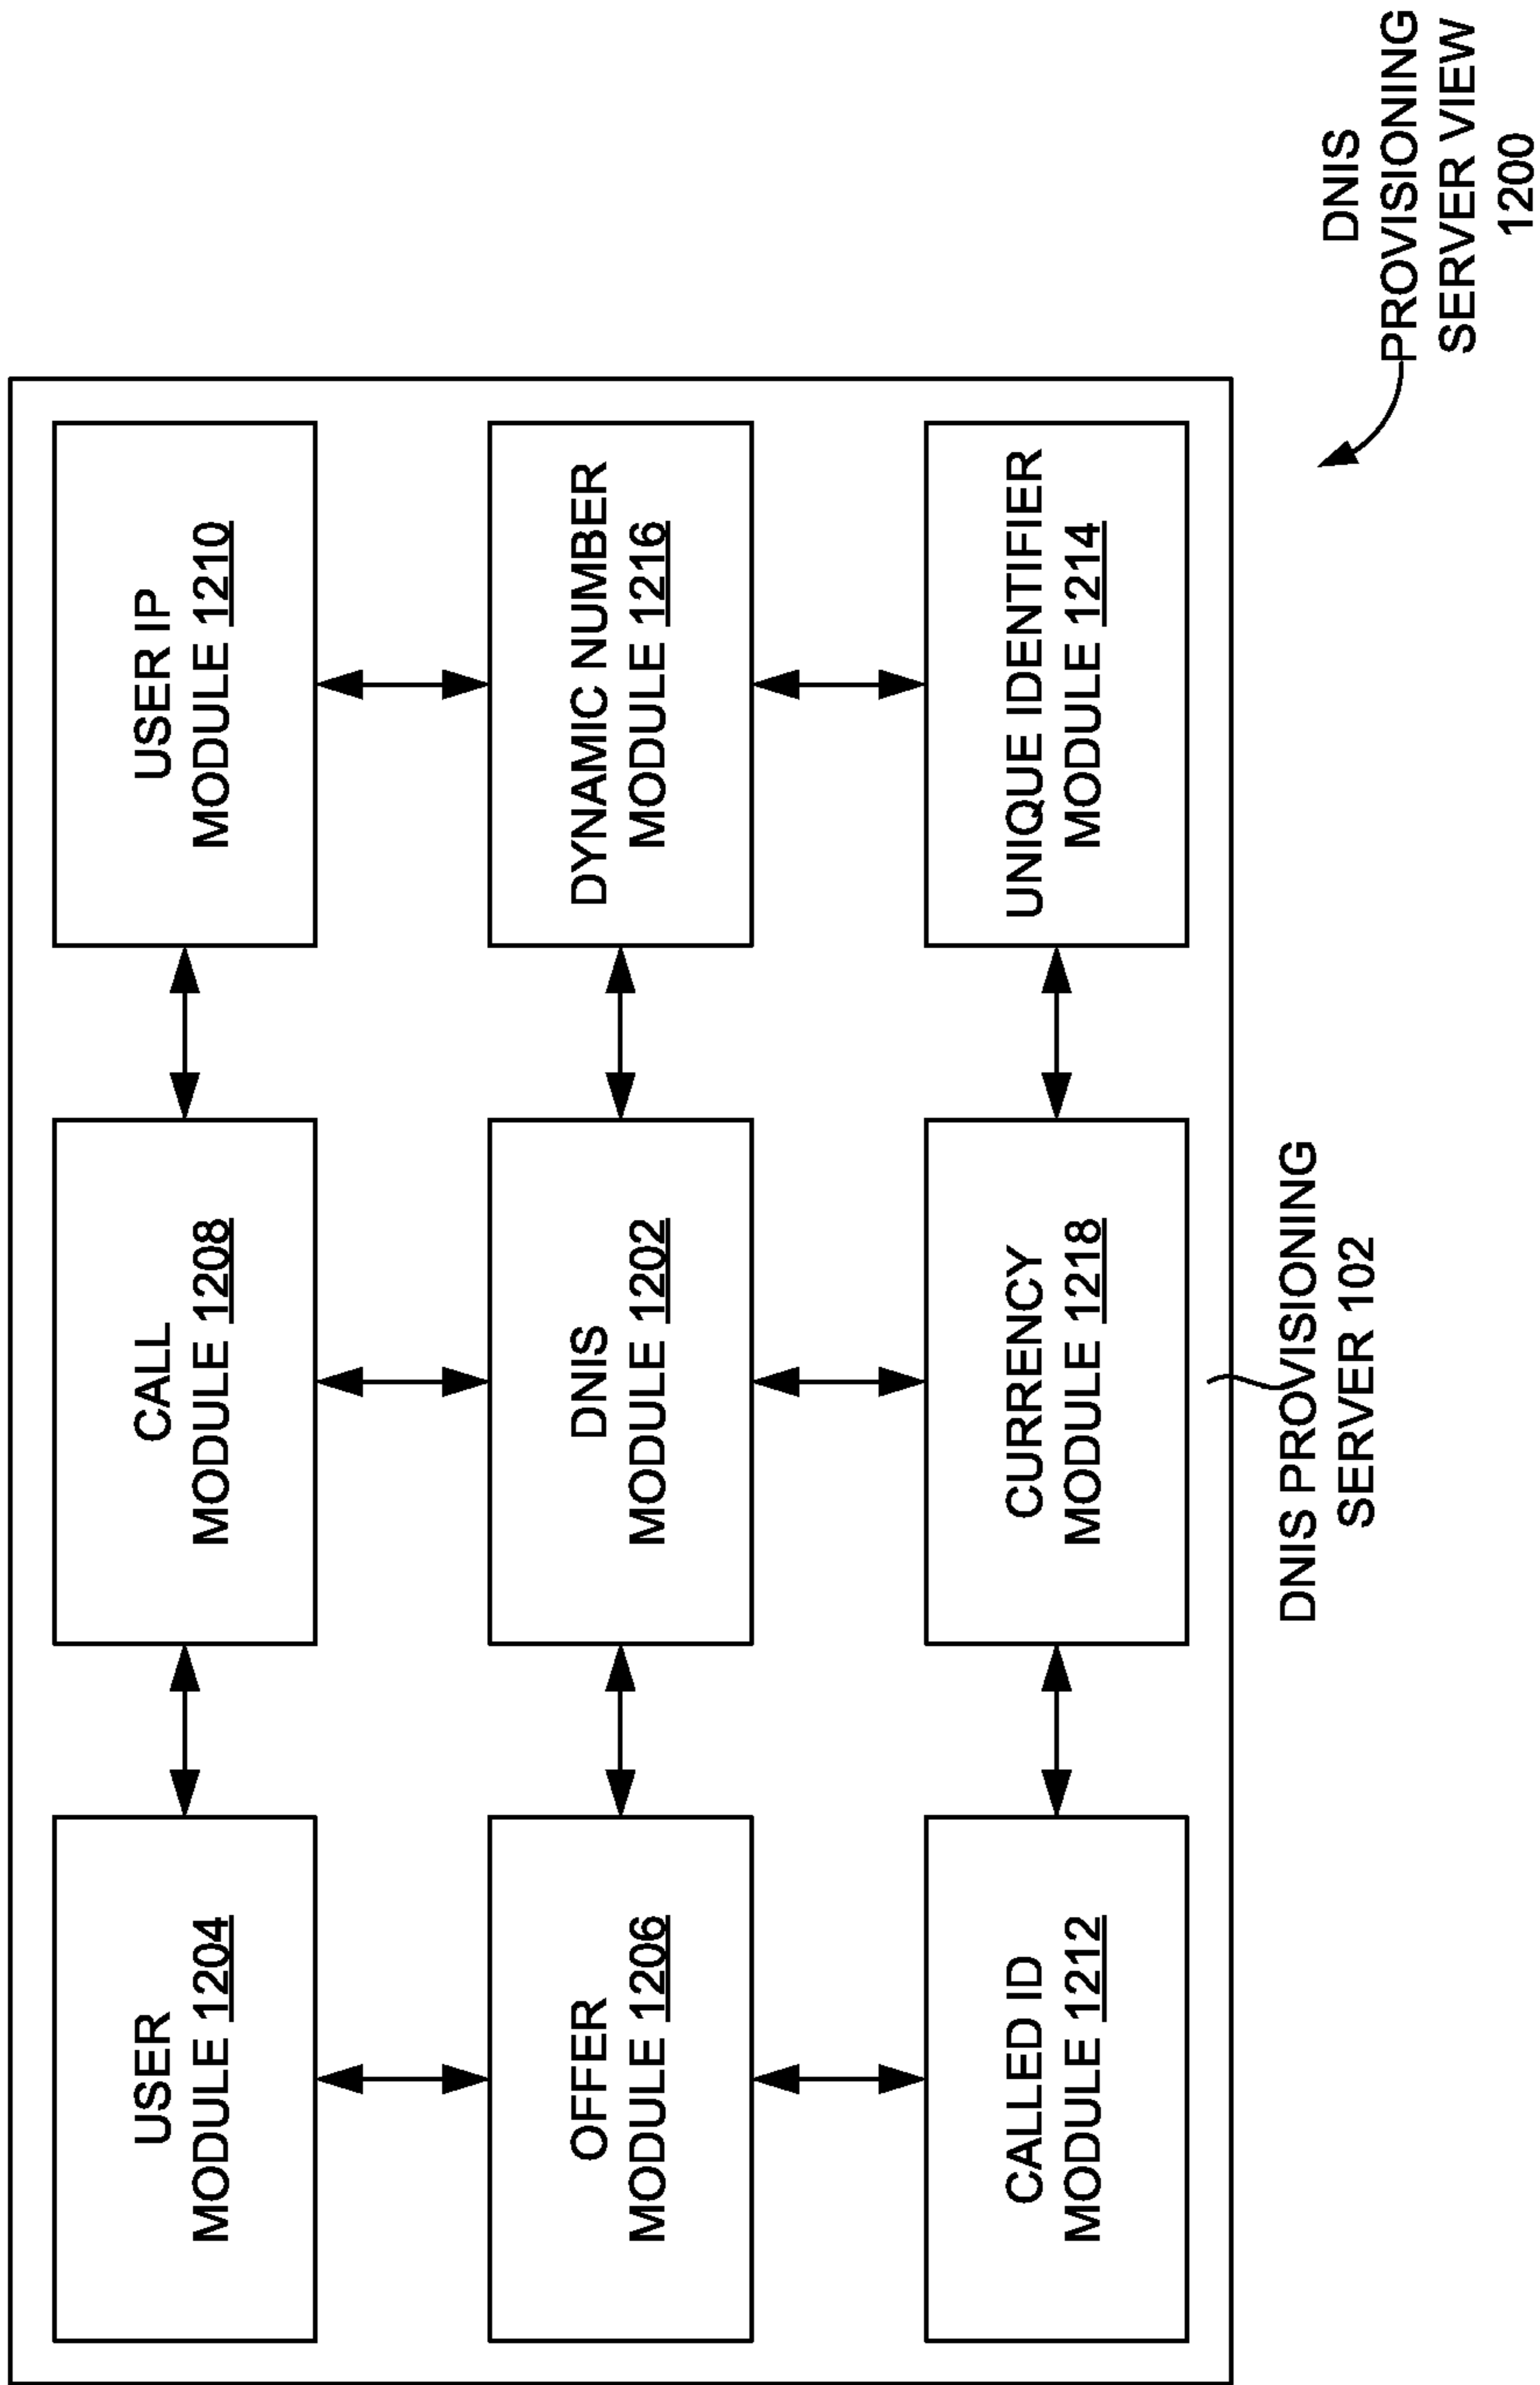 USER
MODULE 1204
CALL
MODULE 1208
USER IP
MODULE 1210
OFFER
MODULE 1206
DNIS
MODULE 1202
DYNAMIC NUMBER
MODULE 1216
CALLED ID
MODULE 1212
CURRENCY
MODULE 1218
UNIQUE IDENTIFIER
MODULE 1214
DNIS PROVISIONING
SERVER 102
DNIS
PROVISIONING
SERVER VIEW
1200